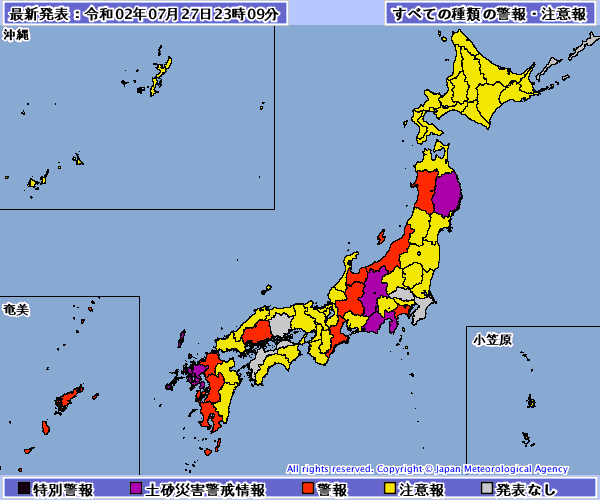 最新発表：令和02年07月27日23時09分
すべての種類の警報・注意報
沖縄
奄美
小笠原
All rights reserved. Copyright © Japan Meteorological Agency
特別警報
土砂災害警戒情報
警報
注意報
発表なし